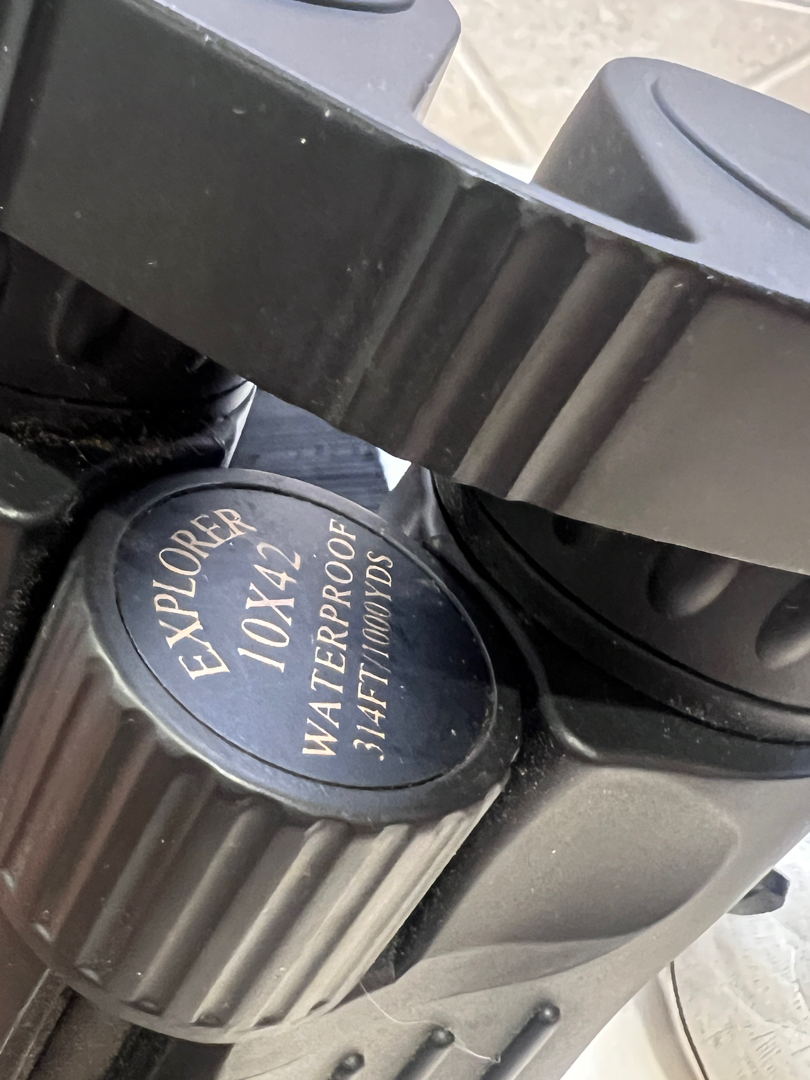 EXPLORER
10X42
WATERPROOF
314FT/1000YDS